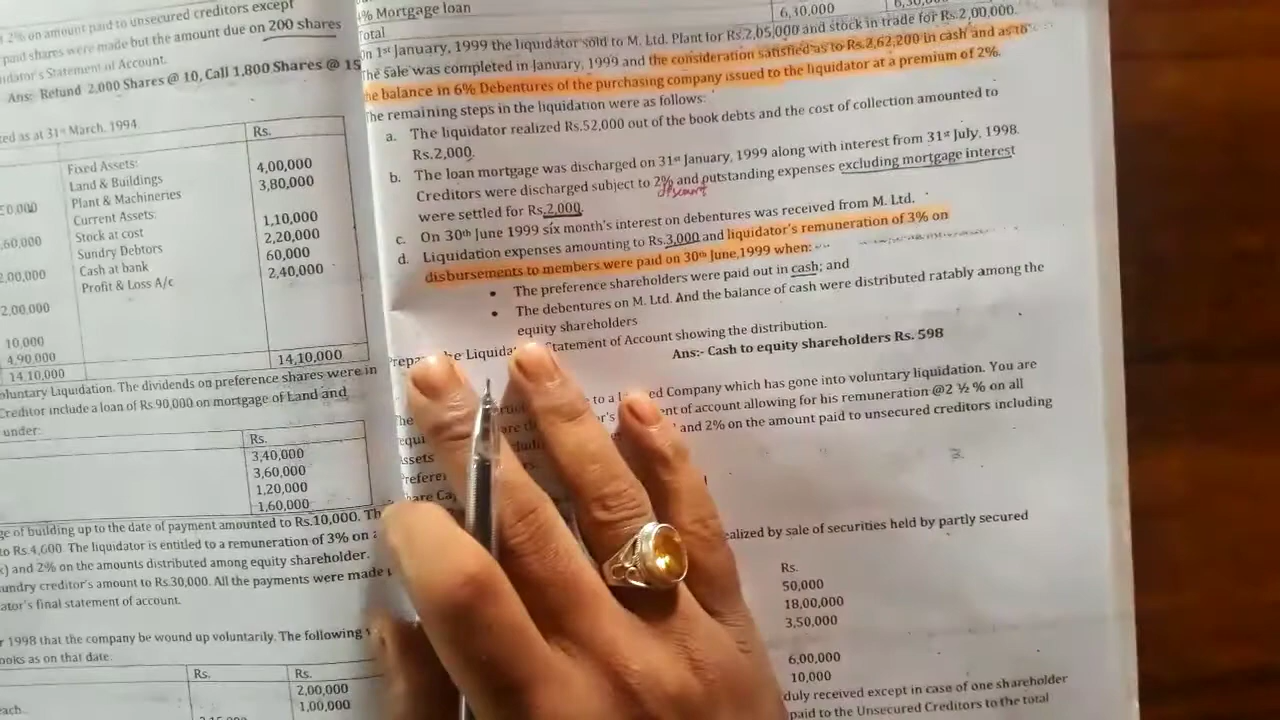 2% on amount paid to unsecured creditors except
paid shares were made but the amount due on 200 shares
Statement of Account.
Ans: Refund 2,000 Shares @ 10, Call 1,800 Shares @ 15
as at 31st March, 1994
Rs.
Fixed Assets:
Land & Buildings 4,00,000
Plant & Machineries 3,80,000
Current Assets:
Stock at cost 1,10,000
Sundry Debtors 2,20,000
Cash at bank 60,000
Profit & Loss A/c 2,40,000
2,00,000
10,000
4,90,000
14,10,000 14,10,000
Voluntary Liquidation. The dividends on preference shares were in
Creditor include a loan of Rs.90,000 on mortgage of Land and
under:
Rs.
3,40,000
3,60,000
1,20,000
1,60,000
of building up to the date of payment amounted to Rs.10,000.
to Rs.4,600. The liquidator is entitled to a remuneration of 3% on
and 2% on the amounts distributed among equity shareholder.
sundry creditor's amount to Rs.30,000. All the payments were made
final statement of account.
1998 that the company be wound up voluntarily. The following
books as on that date.
Rs. Rs.
2,00,000
each. 1,00,000
4% Mortgage loan
Total 6,30,000
On 1st January, 1999 the liquidator sold to M. Ltd. Plant for Rs.2,05,000 and stock in trade for Rs.2,00,000.
The sale was completed in January, 1999 and the consideration satisfied as to Rs.2,62,200 in cash and as to
the balance in 6% Debentures of the purchasing company issued to the liquidator at a premium of 2%.
The remaining steps in the liquidation were as follows:
a. The liquidator realized Rs.52,000 out of the book debts and the cost of collection amounted to
Rs.2,000.
b. The loan mortgage was discharged on 31st January, 1999 along with interest from 31st July, 1998.
Creditors were discharged subject to 2% and outstanding expenses excluding mortgage interest
discount
were settled for Rs.2,000.
c. On 30th June 1999 six month's interest on debentures was received from M. Ltd.
d. Liquidation expenses amounting to Rs.3,000 and liquidator's remuneration of 3% on
disbursements to members were paid on 30th June,1999 when:
• The preference shareholders were paid out in cash; and
• The debentures on M. Ltd. And the balance of cash were distributed ratably among the
equity shareholders
Statement of Account showing the distribution.
Ans:- Cash to equity shareholders Rs. 598
to a Company which has gone into voluntary liquidation. You are
of account allowing for his remuneration @2 ½ % on all
and 2% on the amount paid to unsecured creditors including
by sale of securities held by partly secured
Rs.
50,000
18,00,000
3,50,000
6,00,000
10,000
duly received except in case of one shareholder
paid to the Unsecured Creditors to the total